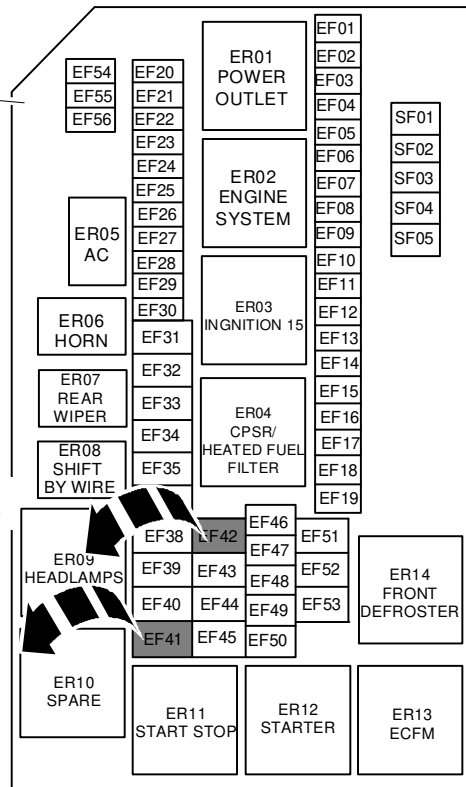 EF54
EF55
EF56
EF20
EF21
EF22
EF23
EF24
EF25
EF26
EF27
EF28
EF29
EF30
EF31
EF32
EF33
EF34
EF35
ER01
POWER
OUTLET
ER02
ENGINE
SYSTEM
ER03
INGNITION 15
ER04
CPSR/
HEATED FUEL
FILTER
EF01
EF02
EF03
EF04
EF05
EF06
EF07
EF08
EF09
EF10
EF11
EF12
EF13
EF14
EF15
EF16
EF17
EF18
EF19
SF01
SF02
SF03
SF04
SF05
ER05
AC
ER06
HORN
ER07
REAR
WIPER
ER08
SHIFT
BY WIRE
ER09
HEADLAMPS
ER10
SPARE
EF38
EF39
EF40
EF41
EF42
EF43
EF44
EF45
EF46
EF47
EF48
EF49
EF50
EF51
EF52
EF53
ER14
FRONT
DEFROSTER
ER11
START STOP
ER12
STARTER
ER13
ECFM